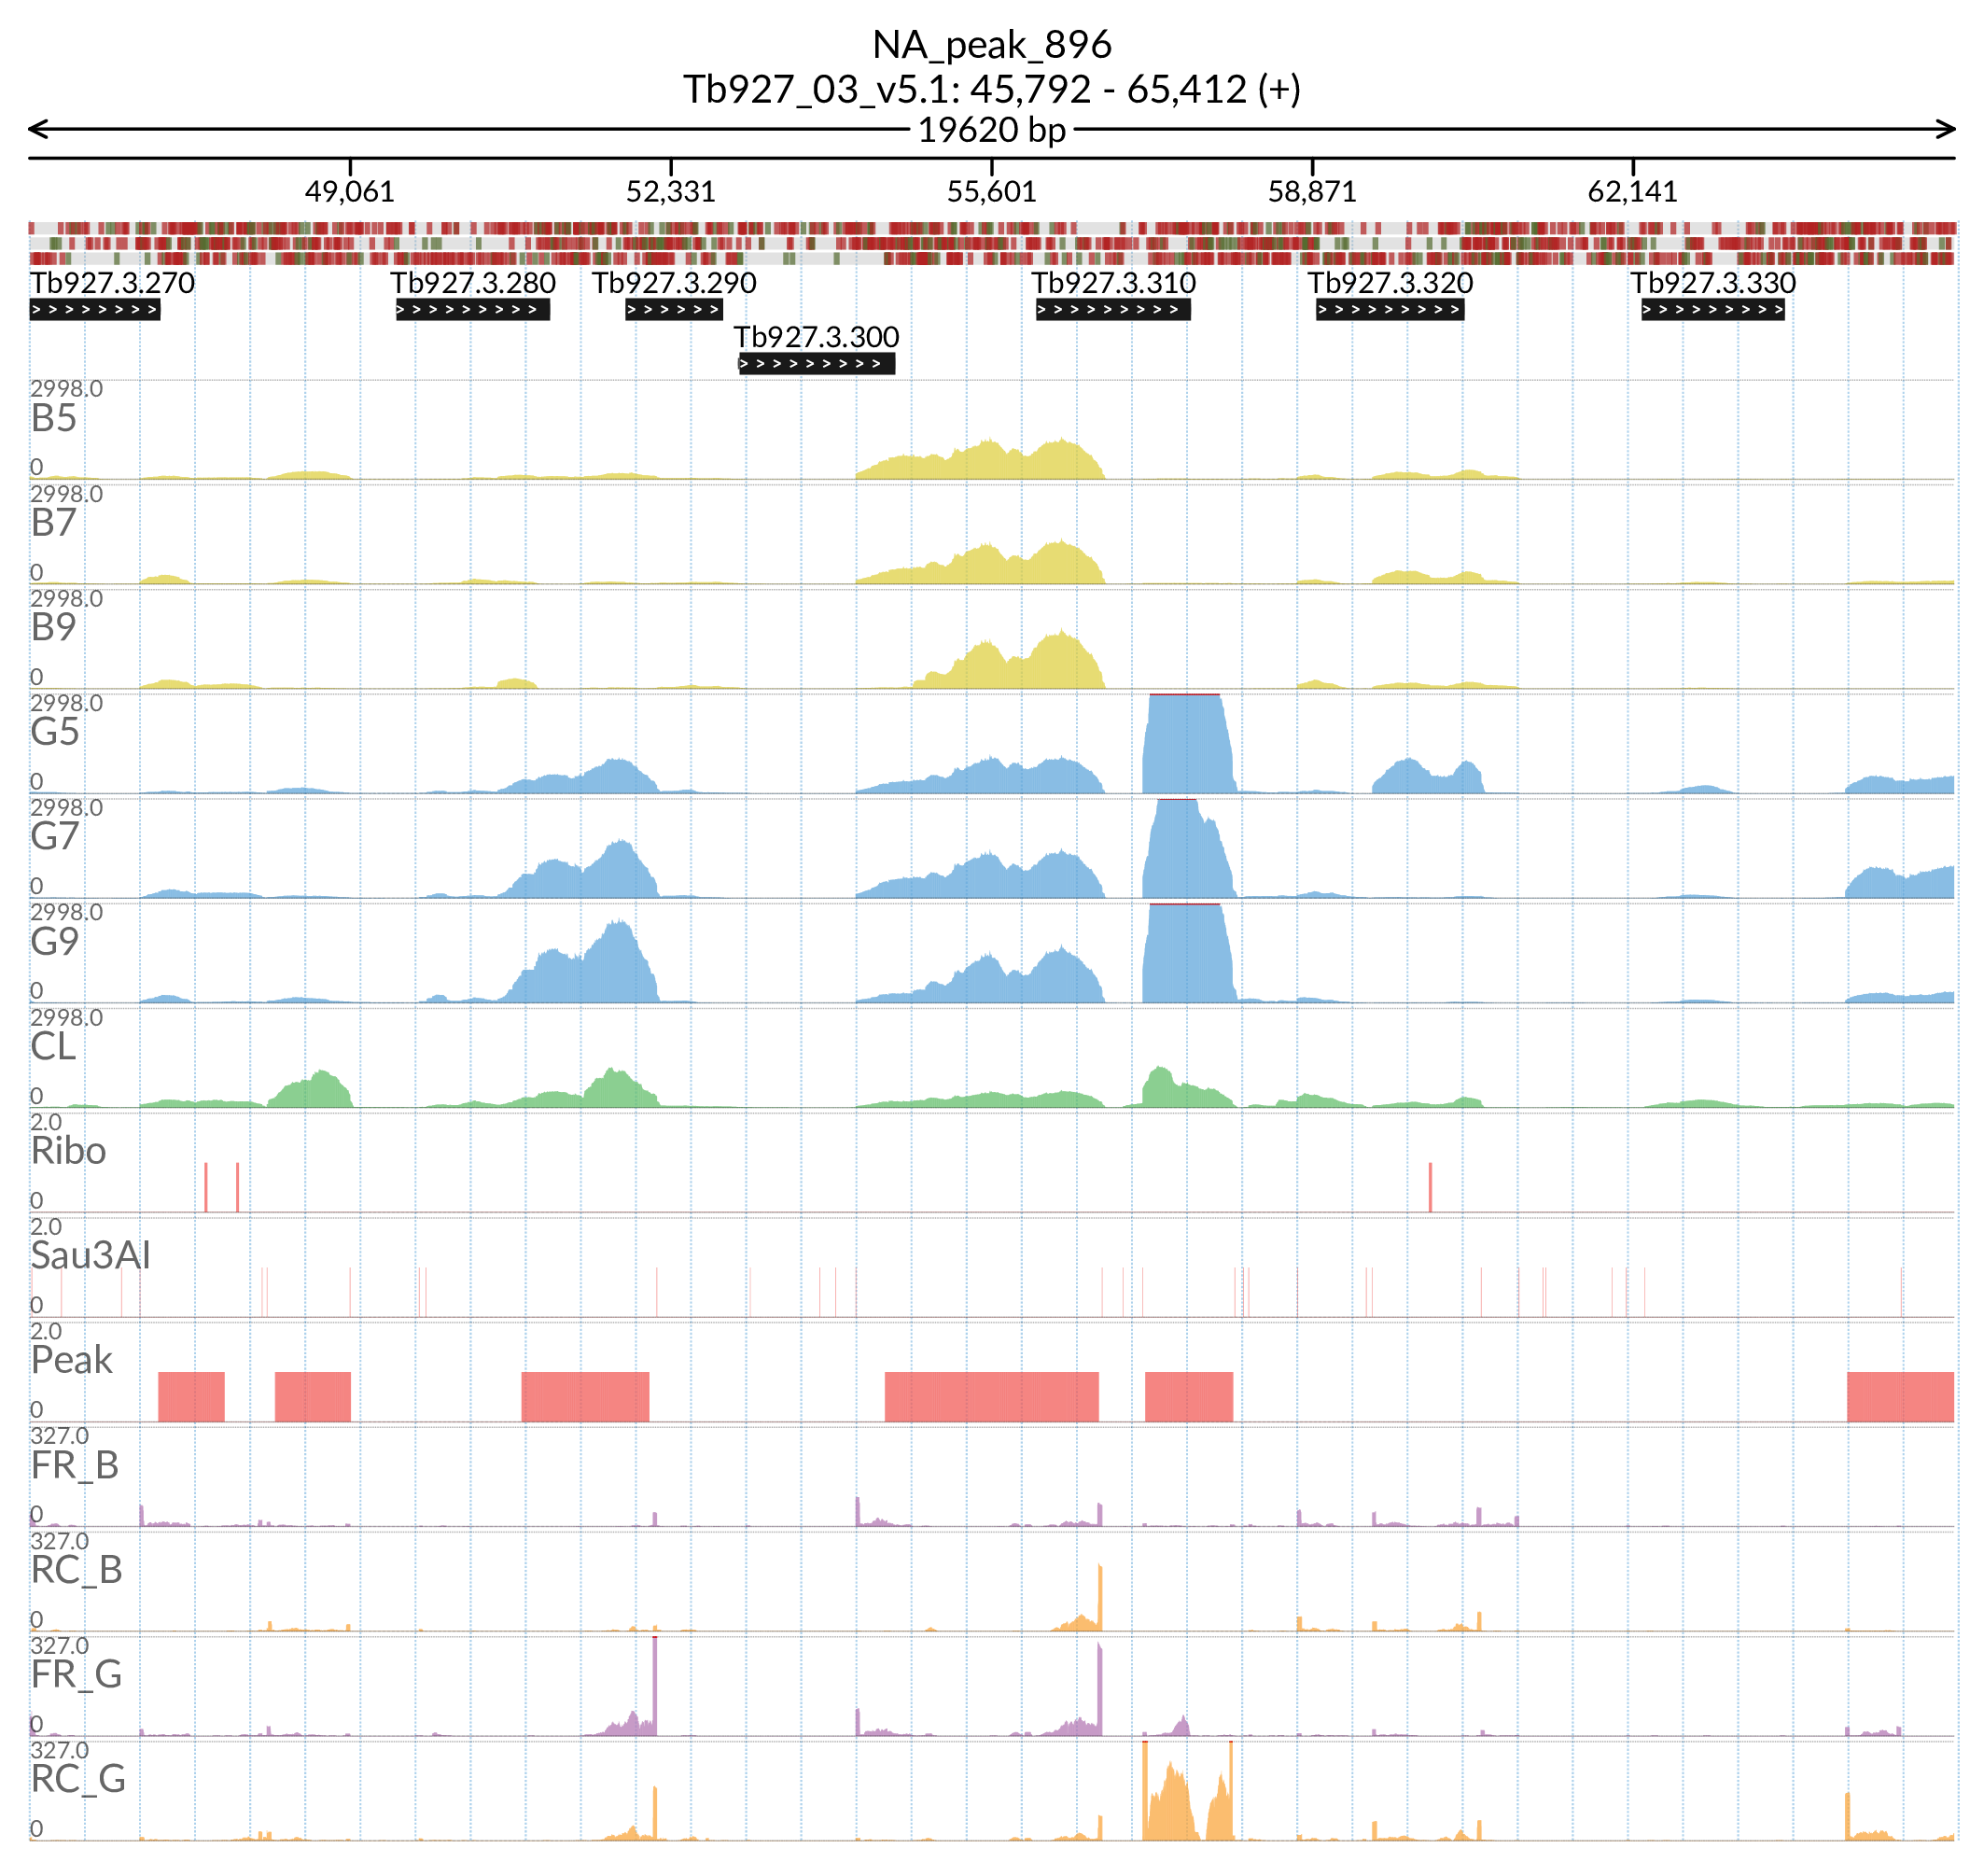 NA_peak_896
Tb927_03_v5.1: 45,792 - 65,412 (+)
19620 bp
49,061 52,331 55,601 58,871 62,141
Tb927.3.270 Tb927.3.280 Tb927.3.290 Tb927.3.310 Tb927.3.320 Tb927.3.330
Tb927.3.300
2998.0
B5
0
2998.0
B7
0
2998.0
B9
0
2998.0
G5
0
2998.0
G7
0
2998.0
G9
0
2998.0
CL
0
2.0
Ribo
0
2.0
Sau3AI
0
2.0
Peak
0
327.0
FR_B
0
327.0
RC_B
0
327.0
FR_G
0
327.0
RC_G
0